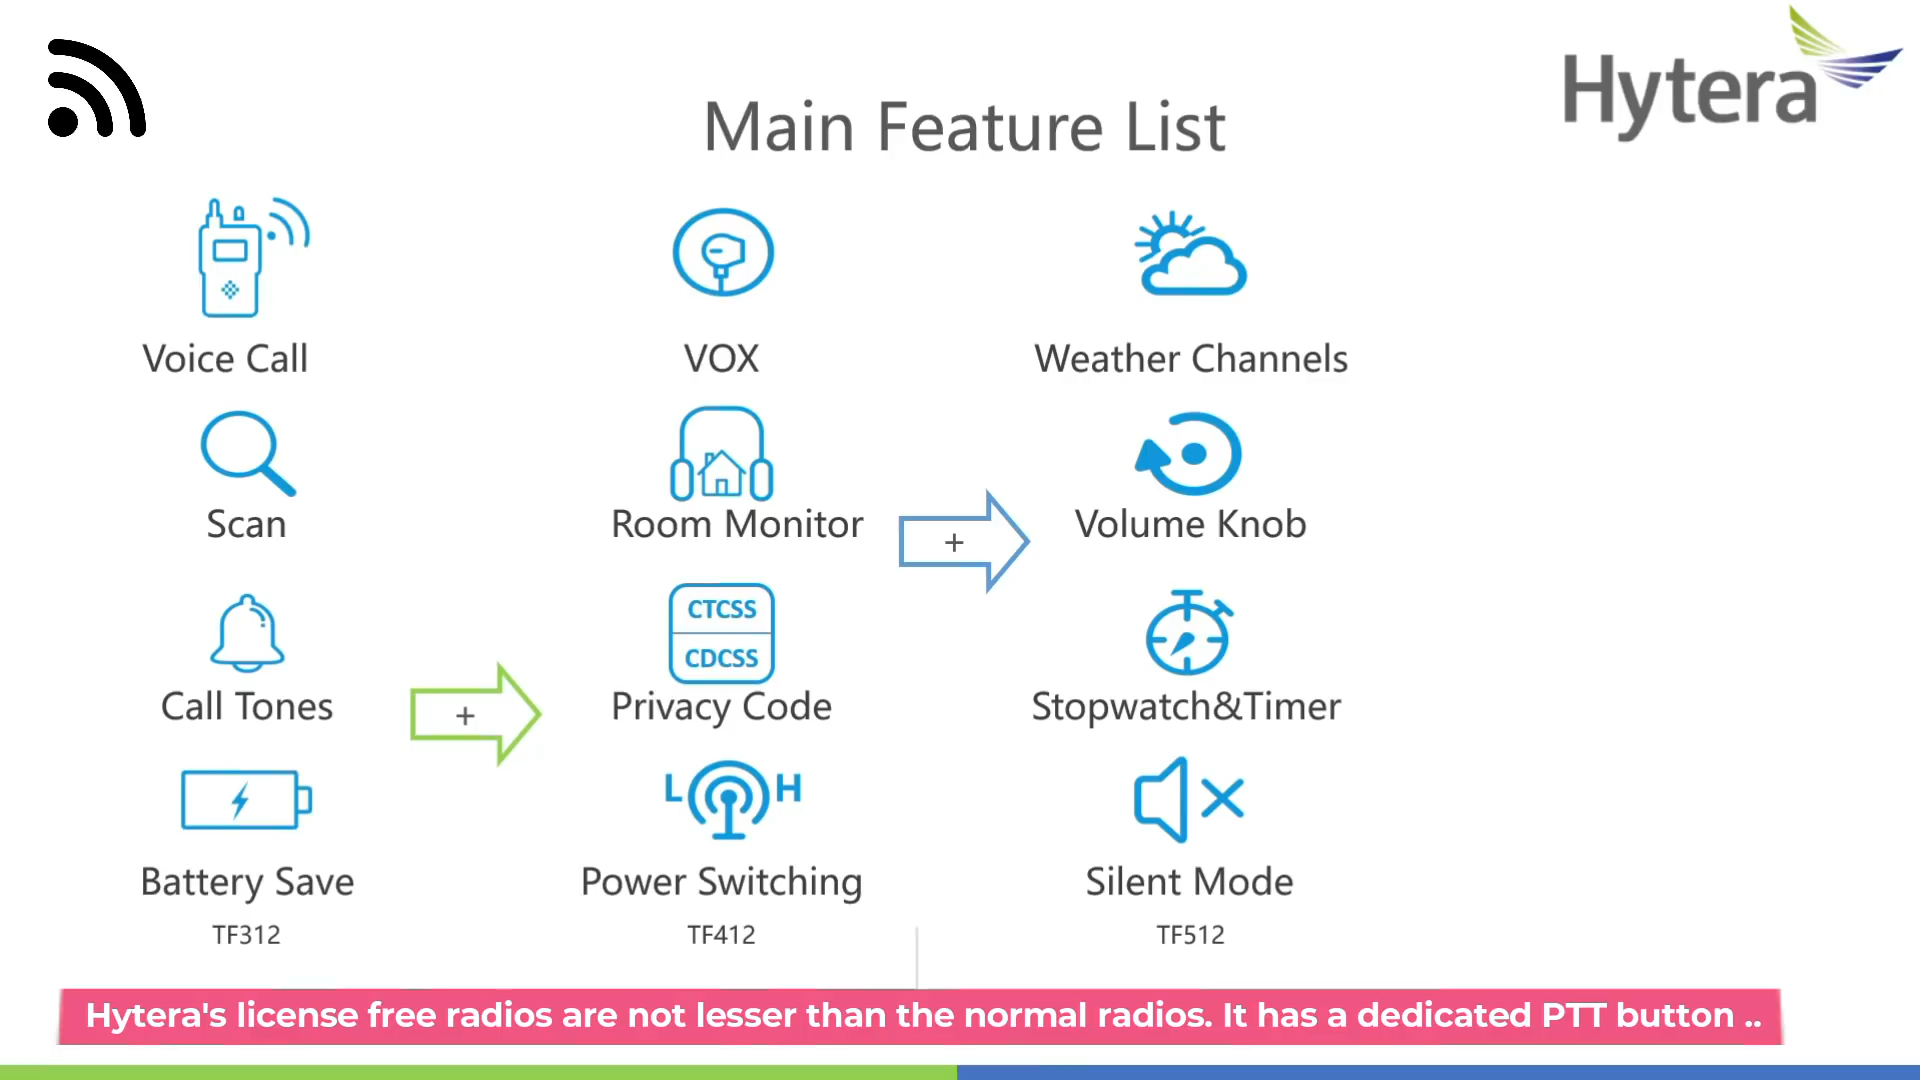 Hytera
Main Feature List
Voice Call
VOX
Weather Channels
Scan
Room Monitor
+
Volume Knob
CTCSS
CDCSS
Call Tones
+
Privacy Code
Stopwatch&Timer
L H
Battery Save
Power Switching
Silent Mode
TF312
TF412
TF512
Hytera's license free radios are not lesser than the normal radios. It has a dedicated PTT button ..